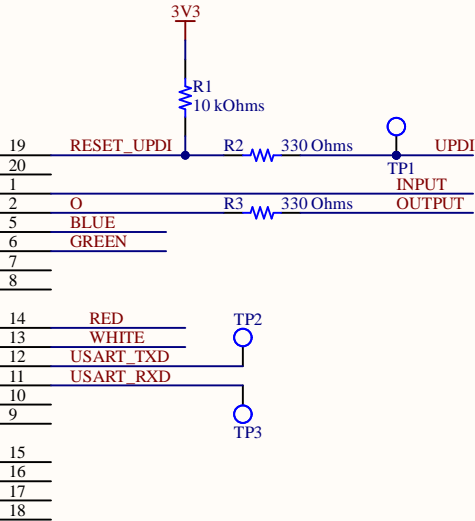 3V3
R1
10 kOhms
19 RESET_UPDI R2 330 Ohms UPDI
TP1
20
1 INPUT
2 O R3 330 Ohms OUTPUT
5 BLUE
6 GREEN
7
8
14 RED TP2
13 WHITE
12 USART_TXD
11 USART_RXD
10
9
TP3
15
16
17
18